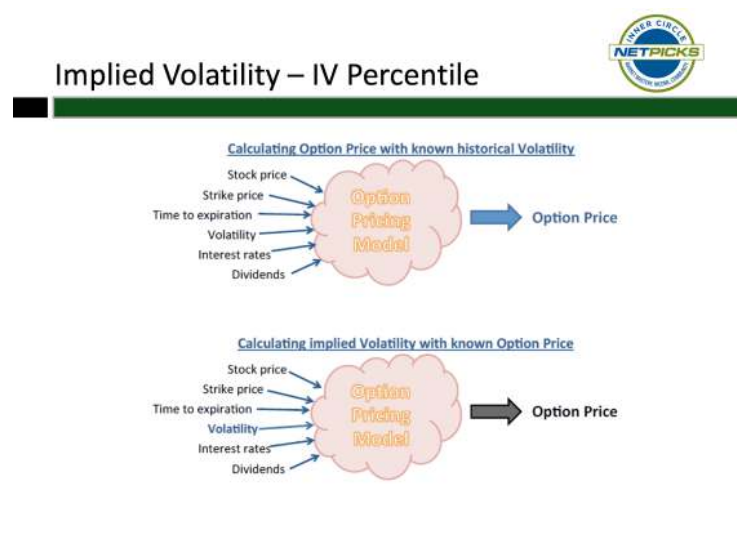 INNER CIRCLE
NETPICKS
Implied Volatility – IV Percentile
Calculating Option Price with known historical Volatility
Stock price
Strike price
Time to expiration
Volatility
Interest rates
Dividends
Option
Pricing
Model
Option Price
Calculating implied Volatility with known Option Price
Stock price
Strike price
Time to expiration
Volatility
Interest rates
Dividends
Option
Pricing
Model
Option Price